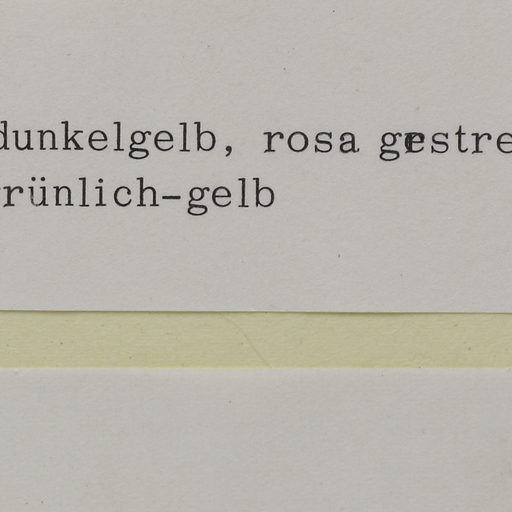 dunkelgelb, rosa gestre
rünlich-gelb